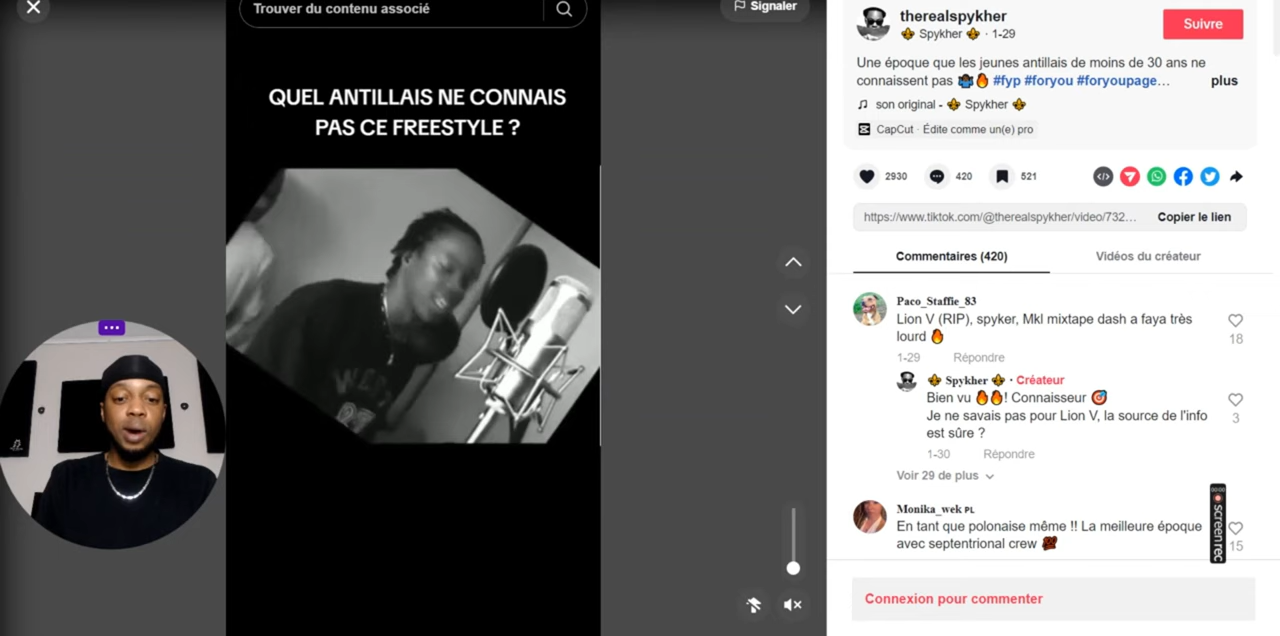 Trouver du contenu associé
Signaler
QUEL ANTILLAIS NE CONNAIS
PAS CE FREESTYLE ?
therealspykher
Spykher · 1-29
Suivre
Une époque que les jeunes antillais de moins de 30 ans ne
connaissent pas #fyp #foryou #foryoupage…
plus
son original - Spykher
CapCut · Édite comme un(e) pro
2930
420
521
https://www.tiktok.com/@therealspykher/video/732...
Copier le lien
Commentaires (420)
Vidéos du créateur
Paco_Staffie_83
Lion V (RIP), spyker, Mkl mixtape dash a faya très
lourd
18
1-29 Répondre
Spykher · Créateur
Bien vu ! Connaisseur
Je ne savais pas pour Lion V, la source de l'info
est sûre ?
3
1-30 Répondre
Voir 29 de plus
Monika_wek PL
En tant que polonaise même !! La meilleure époque
avec septentrional crew
15
screenrec
Connexion pour commenter